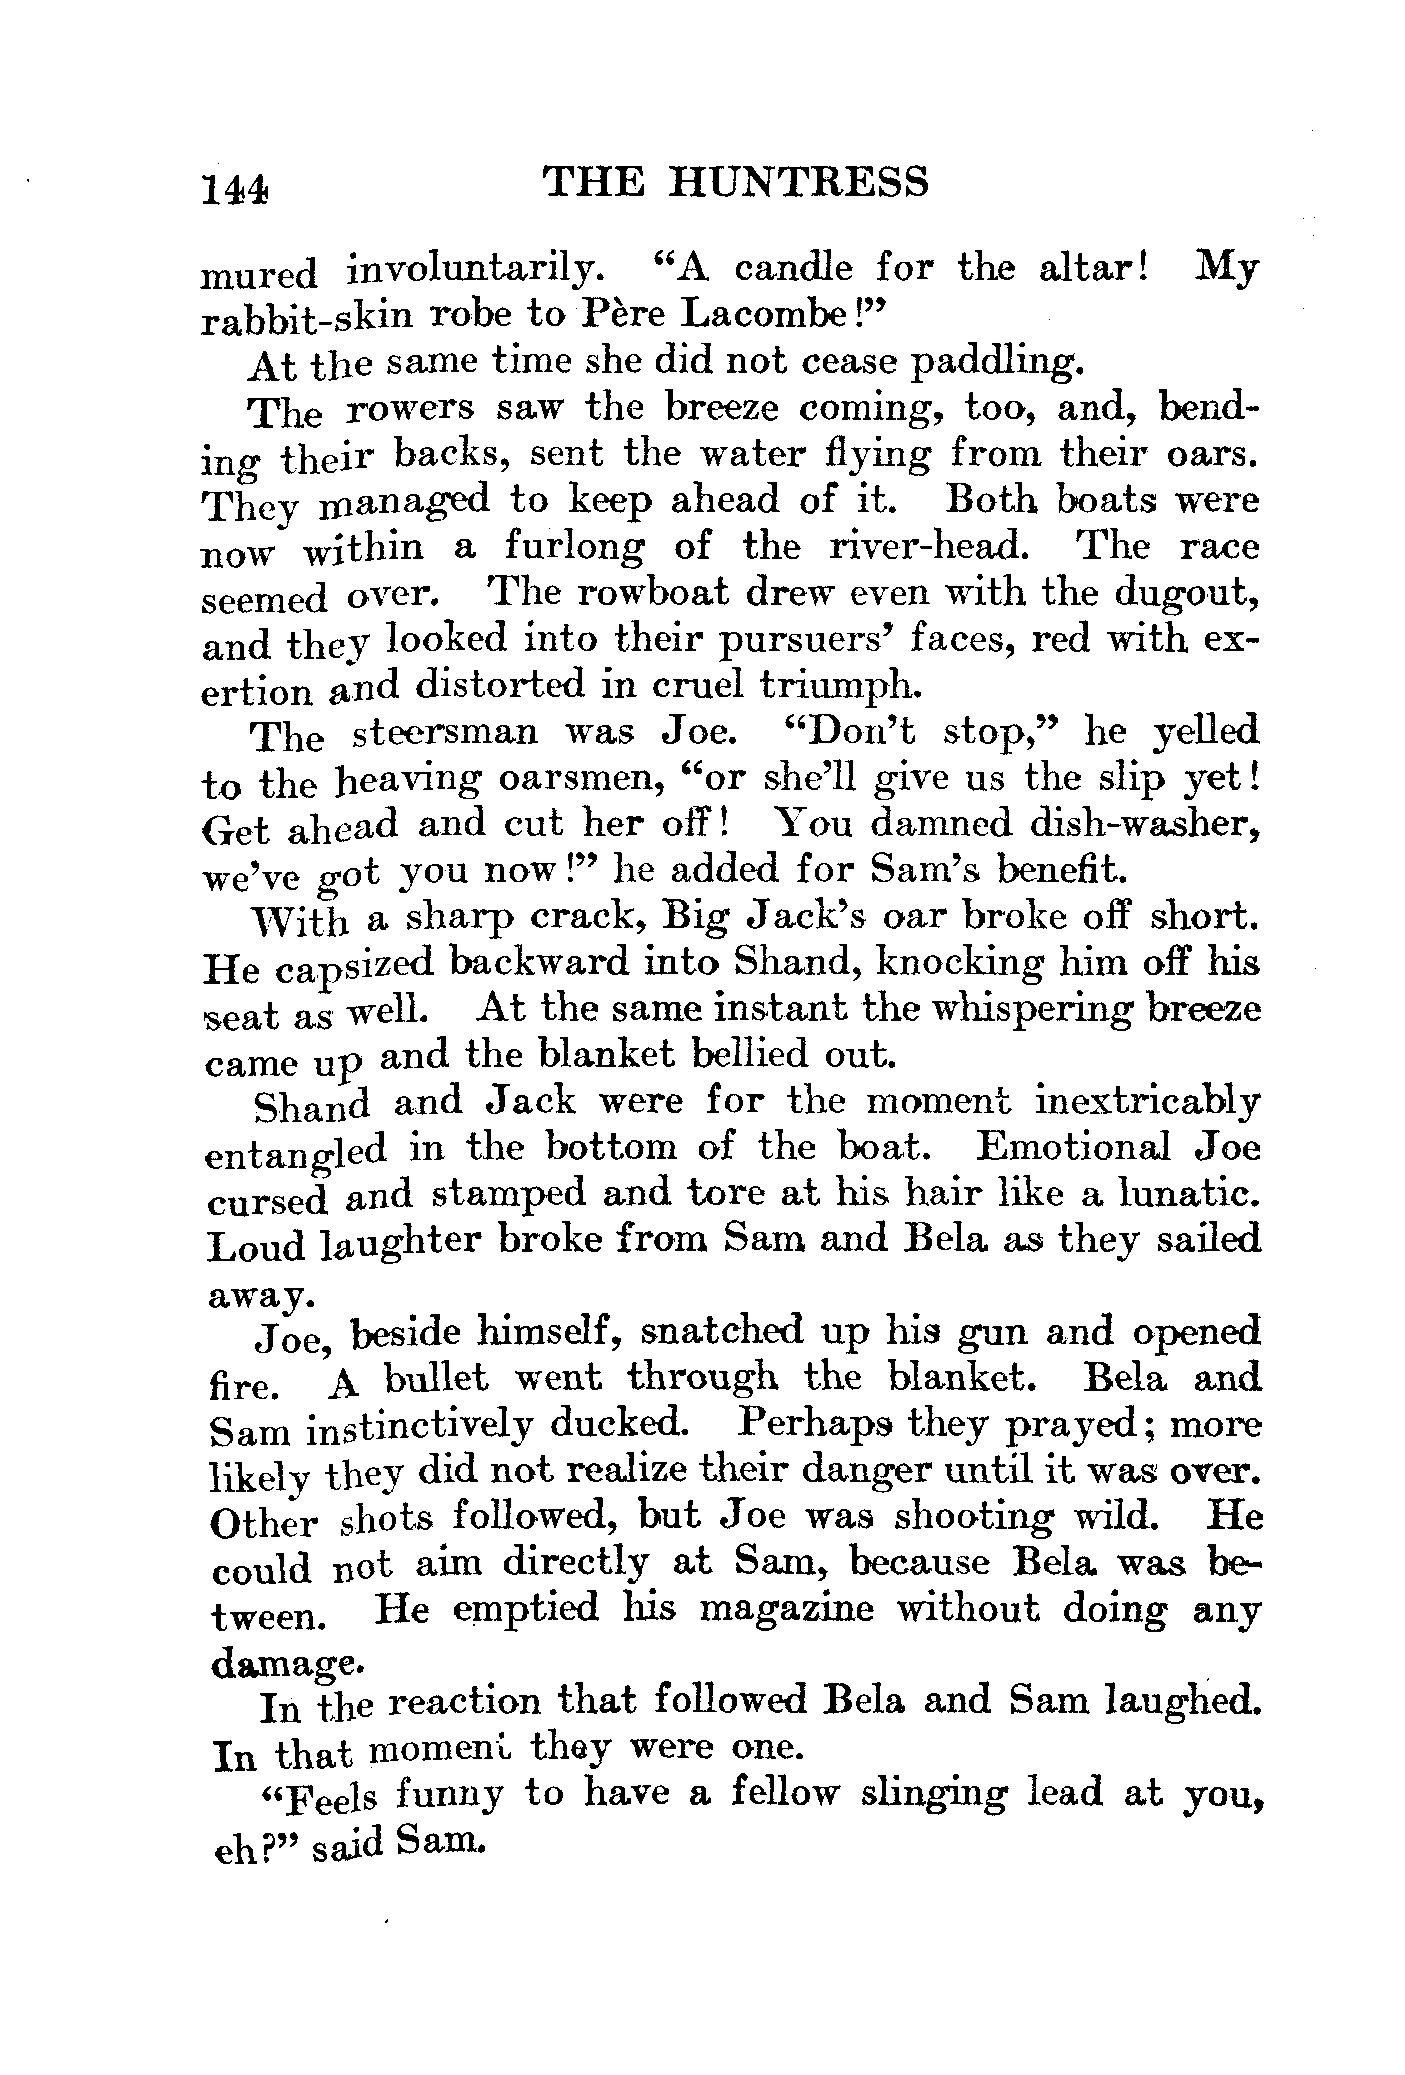 144 THE HUNTRESS
mured involuntarily. "A candle for the altar! My
rabbit-skin robe to Père Lacombe!"
At the same time she did not cease paddling.
The rowers saw the breeze coming, too, and, bend-
ing their backs, sent the water flying from their oars.
They managed to keep ahead of it. Both boats were
now within a furlong of the river-head. The race
seemed over. The rowboat drew even with the dugout,
and they looked into their pursuers' faces, red with ex-
ertion and distorted in cruel triumph.
The steersman was Joe. "Don't stop," he yelled
to the heaving oarsmen, "or she'll give us the slip yet!
Get ahead and cut her off! You damned dish-washer,
we've got you now!" he added for Sam's benefit.
With a sharp crack, Big Jack's oar broke off short.
He capsized backward into Shand, knocking him off his
seat as well. At the same instant the whispering breeze
came up and the blanket bellied out.
Shand and Jack were for the moment inextricably
entangled in the bottom of the boat. Emotional Joe
cursed and stamped and tore at his hair like a lunatic.
Loud laughter broke from Sam and Bela as they sailed
away.
Joe, beside himself, snatched up his gun and opened
fire. A bullet went through the blanket. Bela and
Sam instinctively ducked. Perhaps they prayed; more
likely they did not realize their danger until it was over.
Other shots followed, but Joe was shooting wild. He
could not aim directly at Sam, because Bela was be-
tween. He emptied his magazine without doing any
damage.
In the reaction that followed Bela and Sam laughed.
In that moment they were one.
"Feels funny to have a fellow slinging lead at you,
eh?" said Sam.